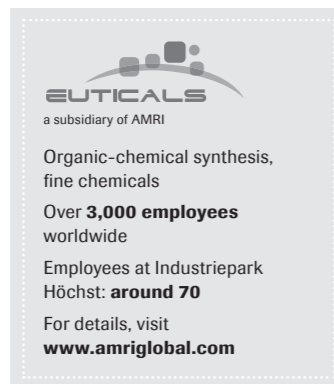 EUTICALS
a subsidiary of AMRI
Organic-chemical synthesis,
fine chemicals
Over 3,000 employees
worldwide
Employees at Industriepark
Höchst: around 70
For details, visit
www.amriglobal.com